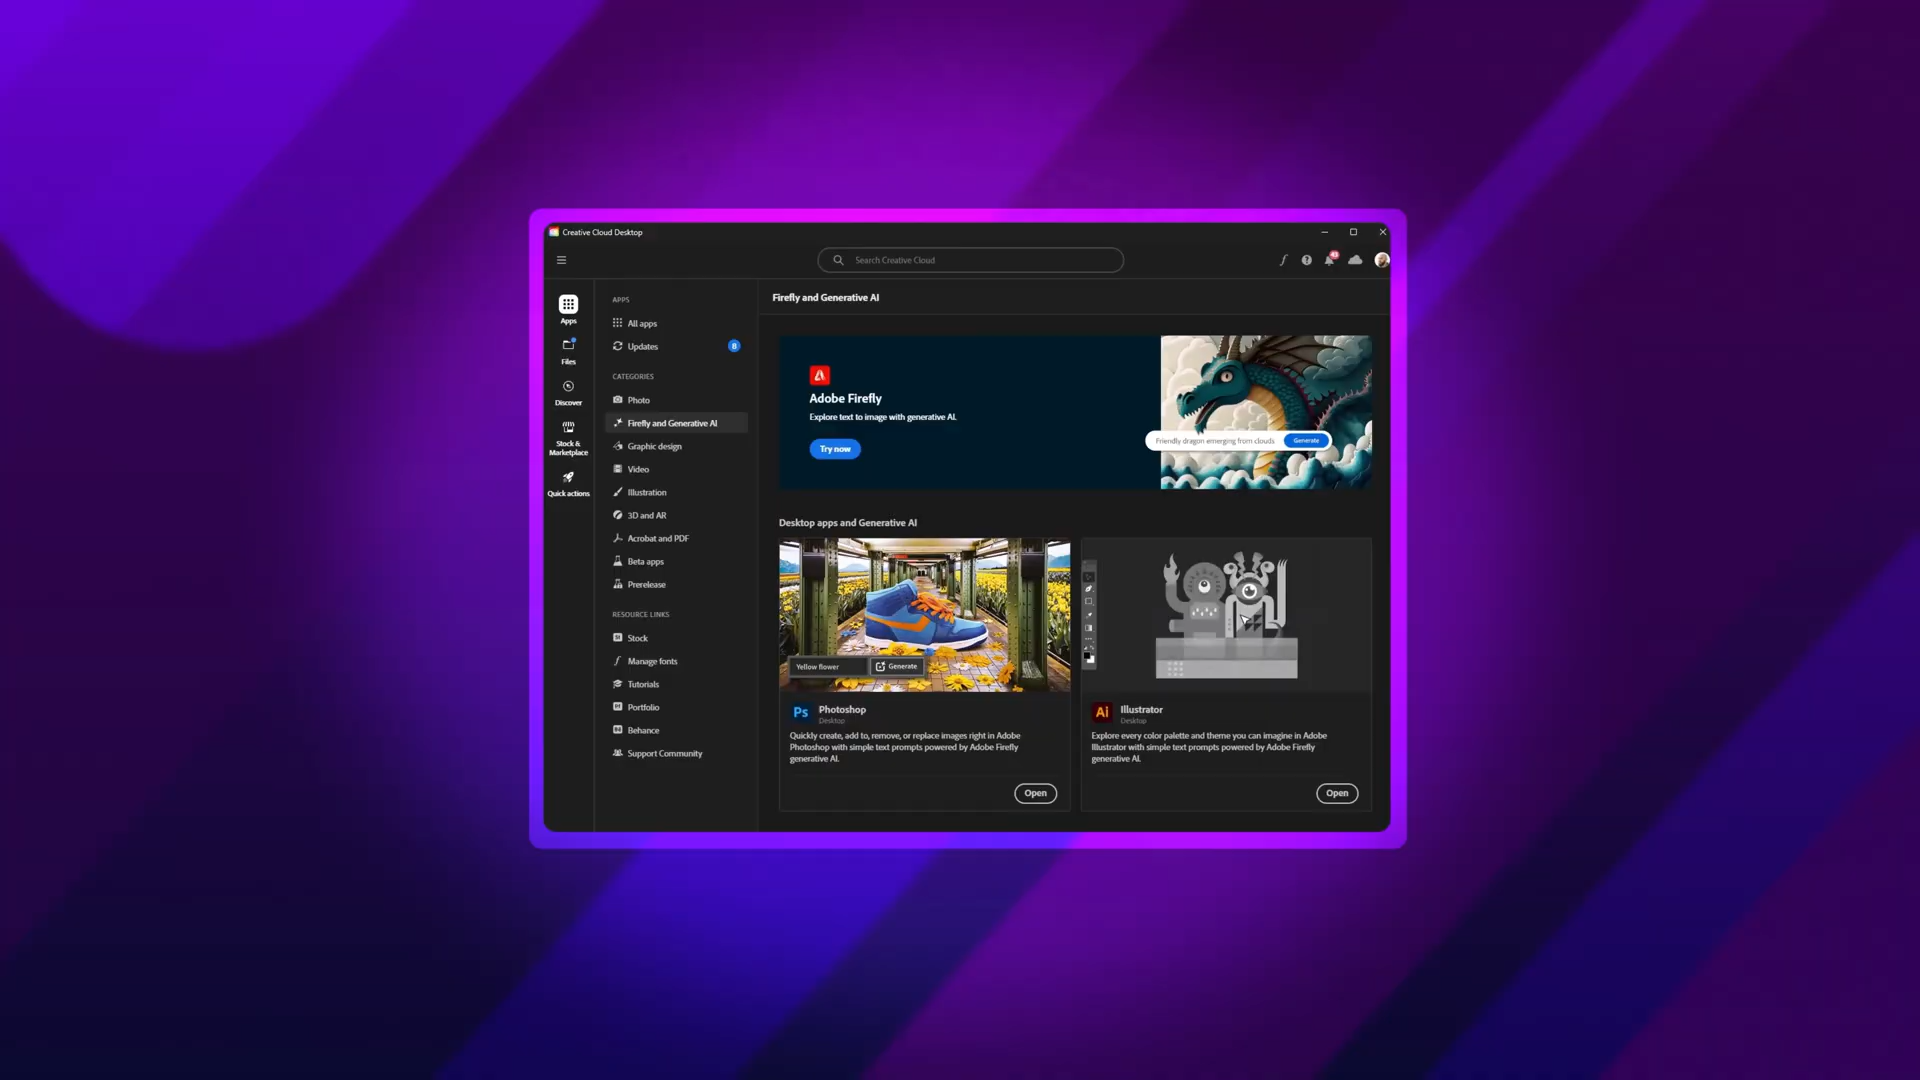 Creative Cloud Desktop
Search Creative Cloud
43
Apps
Files
Discover
Stock &
Marketplace
Quick actions
APPS
All apps
Updates
8
CATEGORIES
Photo
Firefly and Generative AI
Graphic design
Video
Illustration
3D and AR
Acrobat and PDF
Beta apps
Prerelease
RESOURCE LINKS
Stock
Manage fonts
Tutorials
Portfolio
Behance
Support Community
Firefly and Generative AI
Adobe Firefly
Explore text to image with generative AI.
Try now
Friendly dragon emerging from clouds
Generate
Desktop apps and Generative AI
Yellow flower
Generate
Ps
Photoshop
Desktop
Quickly create, add to, remove, or replace images right in Adobe
Photoshop with simple text prompts powered by Adobe Firefly
generative AI.
Open
Ai
Illustrator
Desktop
Explore every color palette and theme you can imagine in Adobe
Illustrator with simple text prompts powered by Adobe Firefly
generative AI.
Open